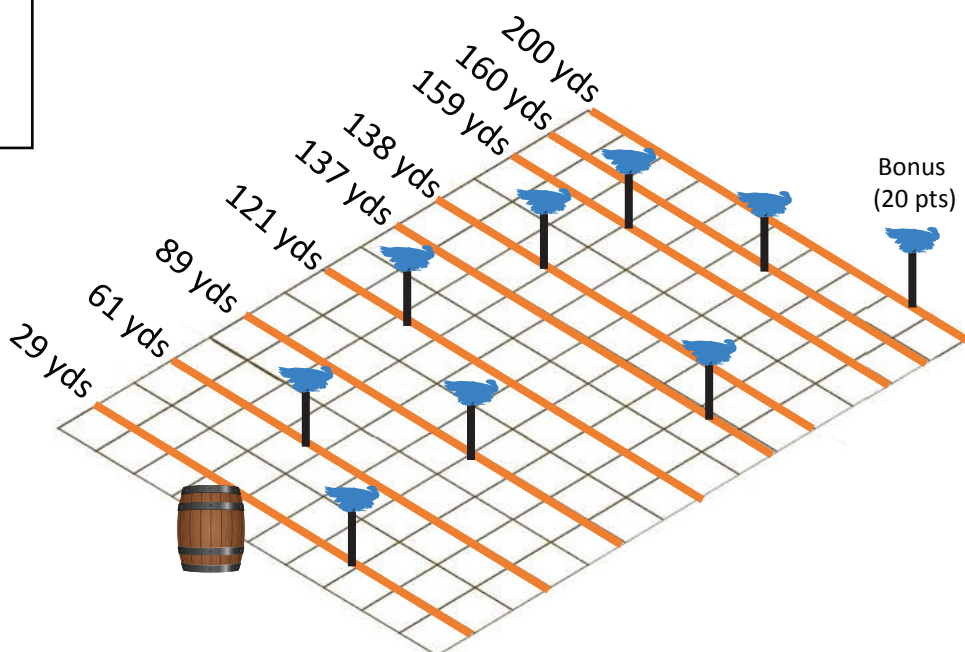 200 yds
160 yds
159 yds
138 yds
137 yds
121 yds
89 yds
61 yds
29 yds
Bonus
(20 pts)